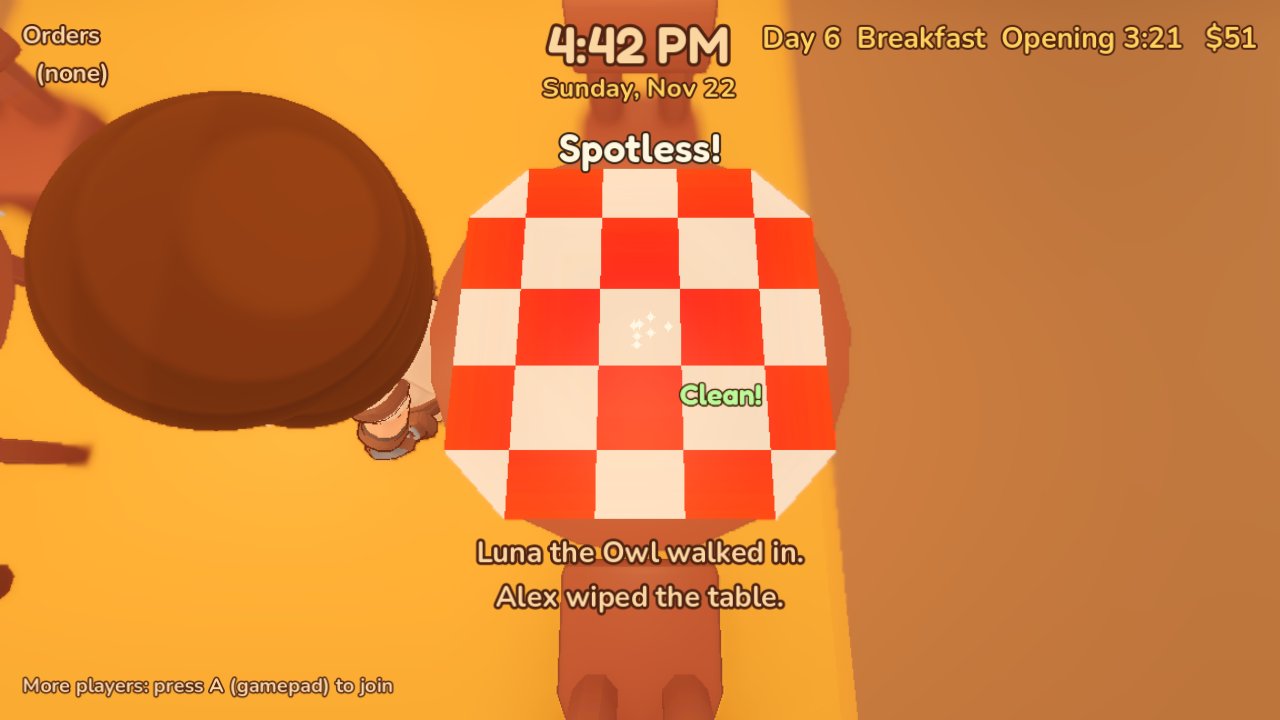 Orders
(none)
4:42 PM
Sunday, Nov 22
Day 6 Breakfast Opening 3:21 $51
Spotless!
Clean!
Luna the Owl walked in.
Alex wiped the table.
More players: press A (gamepad) to join